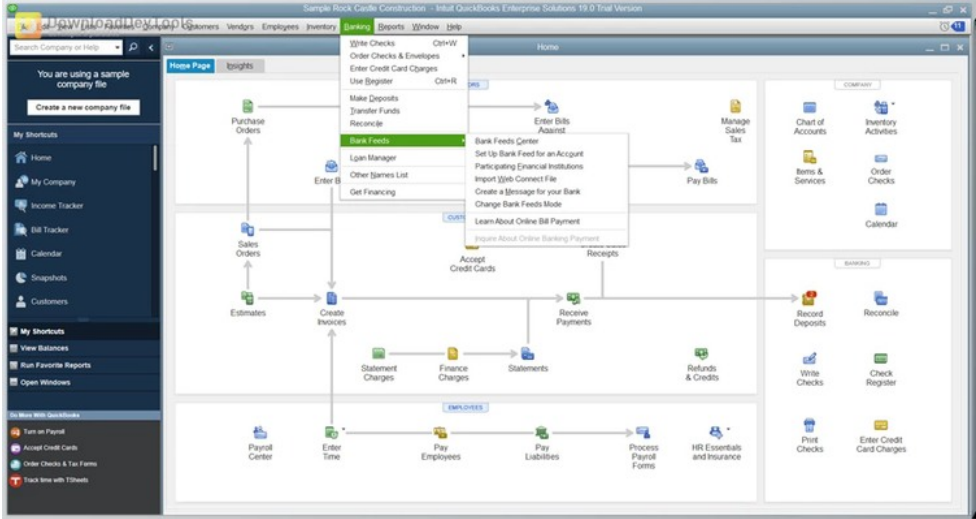 Sample Rock Castle Construction - Intuit QuickBooks Enterprise Solutions 19.0 Trial Version
DownloadDevTools
Customers Vendors Employees Inventory Banking Reports Window Help
11
Search Company or Help
Home
You are using a sample
company file
Create a new company file
My Shortcuts
Home
My Company
Income Tracker
Bill Tracker
Calendar
Snapshots
Customers
My Shortcuts
View Balances
Run Favorite Reports
Open Windows
Do More With QuickBooks
Turn on Payroll
Accept Credit Cards
Order Checks & Tax Forms
Track time with TSheets
Home Page Insights
Write Checks Ctrl+W
Order Checks & Envelopes
Enter Credit Card Charges
Use Register Ctrl+R
Make Deposits
Transfer Funds
Reconcile
Bank Feeds
Loan Manager
Other Names List
Get Financing
Bank Feeds Center
Set Up Bank Feed for an Account
Participating Financial Institutions
Import Web Connect File
Create a Message for your Bank
Change Bank Feeds Mode
Learn About Online Bill Payment
Inquire About Online Banking Payment
Purchase
Orders
Enter Bills
Against
Manage
Sales
Tax
Pay Bills
Sales
Orders
Accept
Credit Cards
Receipts
Estimates
Create
Invoices
Receive
Payments
Statement
Charges
Finance
Charges
Statements
Refunds
& Credits
EMPLOYEES
Payroll
Center
Enter
Time
Pay
Employees
Pay
Liabilities
Process
Payroll
Forms
HR Essentials
and Insurance
COMPANY
Chart of
Accounts
Inventory
Activities
Items &
Services
Order
Checks
Calendar
BANKING
Record
Deposits
Reconcile
Write
Checks
Check
Register
Print
Checks
Enter Credit
Card Charges